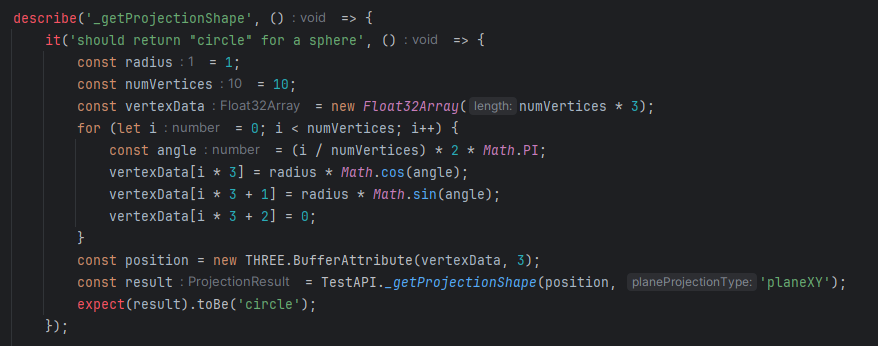 describe('_getProjectionShape', () : void => {
    it('should return "circle" for a sphere', () : void => {
        const radius : 1 = 1;
        const numVertices : 10 = 10;
        const vertexData : Float32Array = new Float32Array( length: numVertices * 3);
        for (let i : number = 0; i < numVertices; i++) {
            const angle : number = (i / numVertices) * 2 * Math.PI;
            vertexData[i * 3] = radius * Math.cos(angle);
            vertexData[i * 3 + 1] = radius * Math.sin(angle);
            vertexData[i * 3 + 2] = 0;
        }
        const position = new THREE.BufferAttribute(vertexData, 3);
        const result : ProjectionResult = TestAPI._getProjectionShape(position, planeProjectionType: 'planeXY');
        expect(result).toBe('circle');
    });